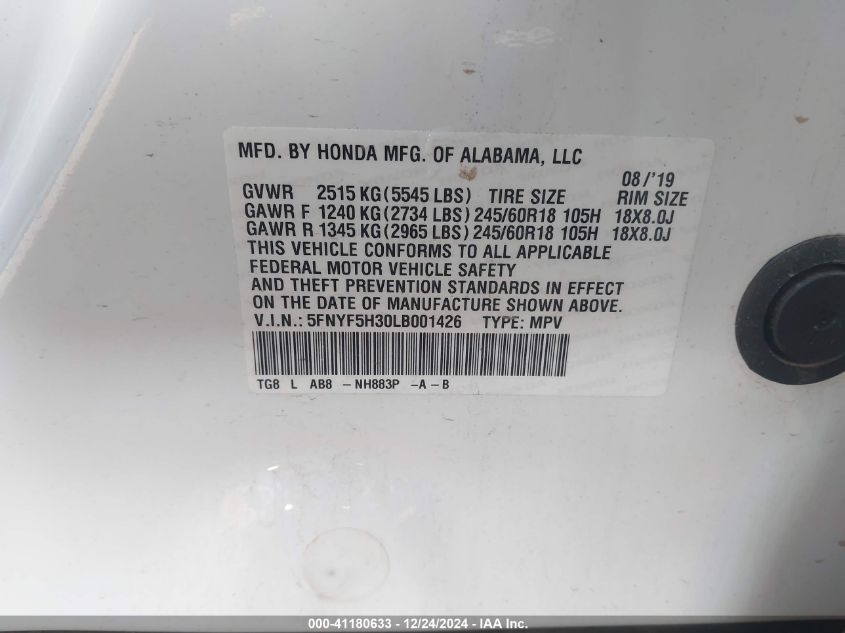 MFD. BY HONDA MFG. OF ALABAMA, LLC
08/'19
GVWR 2515 KG(5545 LBS) TIRE SIZE RIM SIZE
GAWR F 1240 KG(2734 LBS) 245/60R18 105H 18X8.0J
GAWR R 1345 KG(2965 LBS) 245/60R18 105H 18X8.0J
THIS VEHICLE CONFORMS TO ALL APPLICABLE
FEDERAL MOTOR VEHICLE SAFETY
AND THEFT PREVENTION STANDARDS IN EFFECT
ON THE DATE OF MANUFACTURE SHOWN ABOVE.
V.I.N.: 5FNYF5H30LB001426 TYPE: MPV
TG8 L AB8 -NH883P -A-B
000-41180633 - 12/24/2024 - IAA Inc.